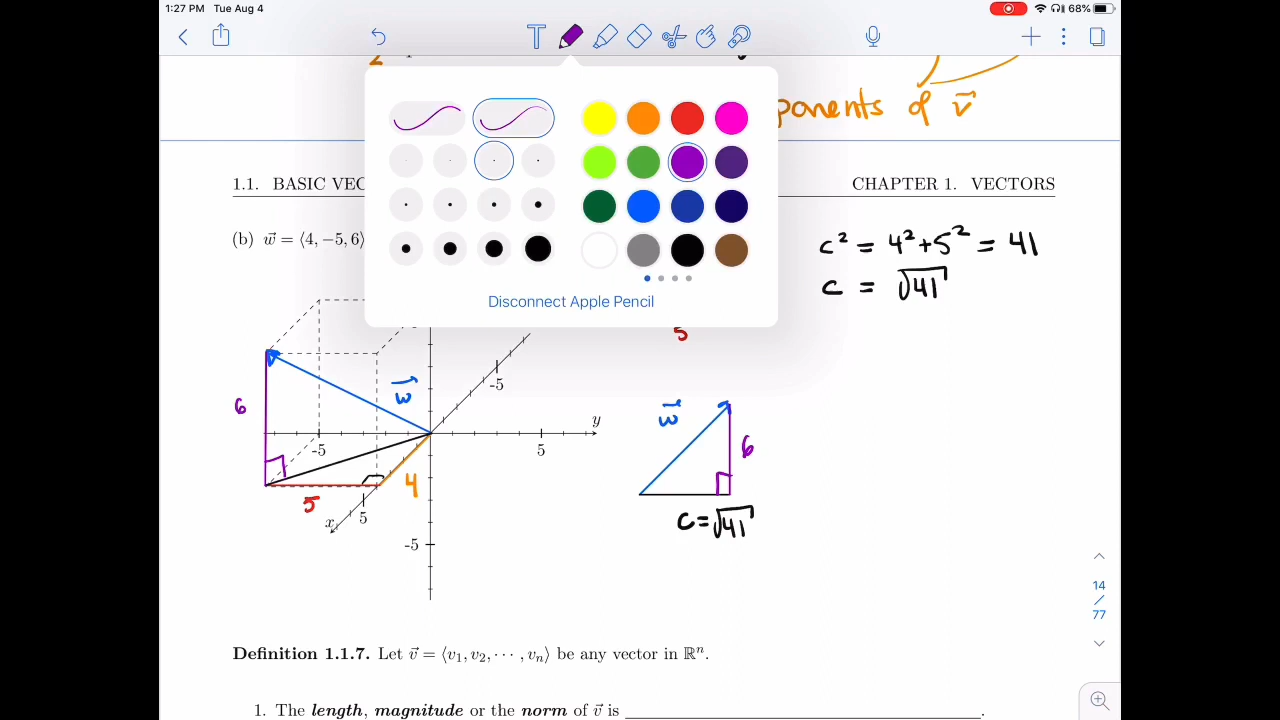 1:27 PM Tue Aug 4
68%
T
ponents of v⃗
1.1. BASIC VEC
CHAPTER 1. VECTORS
(b) w⃗ = ⟨4, −5, 6⟩
c² = 4² + 5² = 41
c = √41
Disconnect Apple Pencil
5
-5
w⃗
w⃗
6
y
-5
5
6
4
5
x
5
c = √41
-5
14
/
77
Definition 1.1.7. Let v⃗ = ⟨v₁, v₂, ⋯ , vₙ⟩ be any vector in ℝⁿ.
1. The length, magnitude or the norm of v⃗ is ____________.